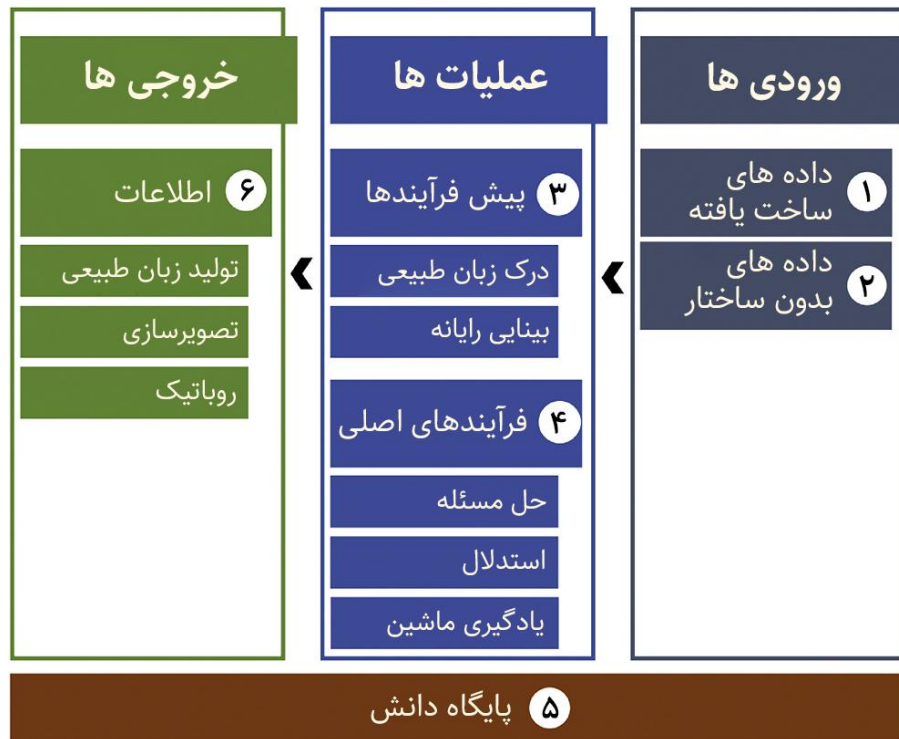 ورودی ها
۱ داده های
ساخت یافته
۲ داده های
بدون ساختار
عملیات ها
۳ پیش فرآیندها
درک زبان طبیعی
بینایی رایانه
۴ فرآیندهای اصلی
حل مسئله
استدلال
یادگیری ماشین
خروجی ها
۶ اطلاعات
تولید زبان طبیعی
تصویرسازی
روباتیک
۵ پایگاه دانش